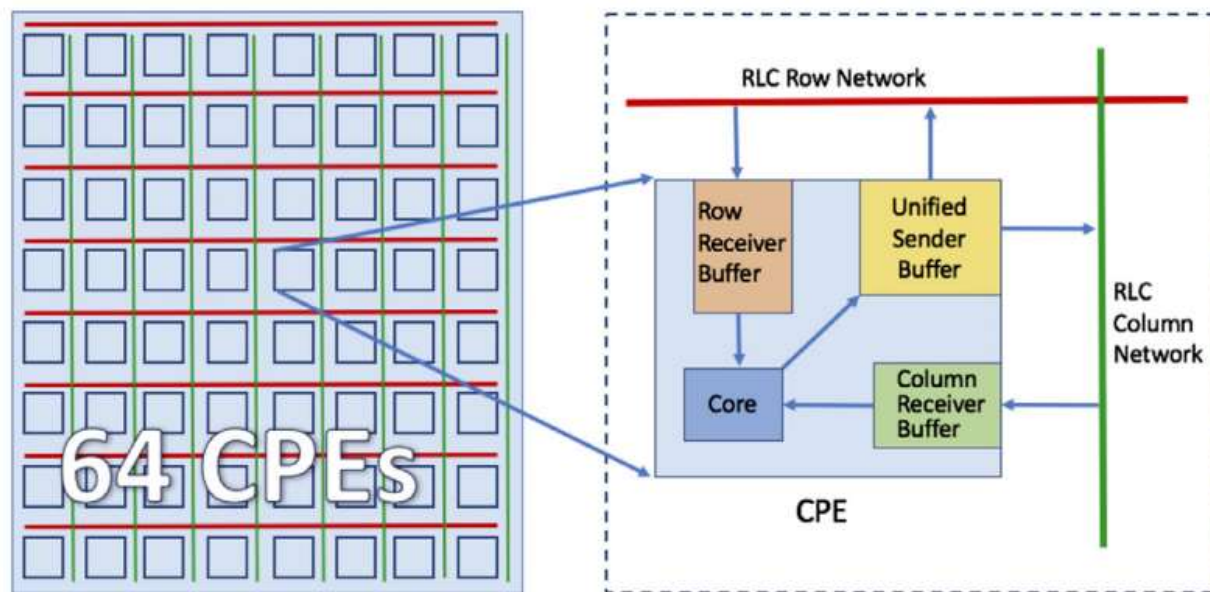 64 CPEs
RLC Row Network
Row
Receiver
Buffer
Unified
Sender
Buffer
Core
Column
Receiver
Buffer
RLC
Column
Network
CPE